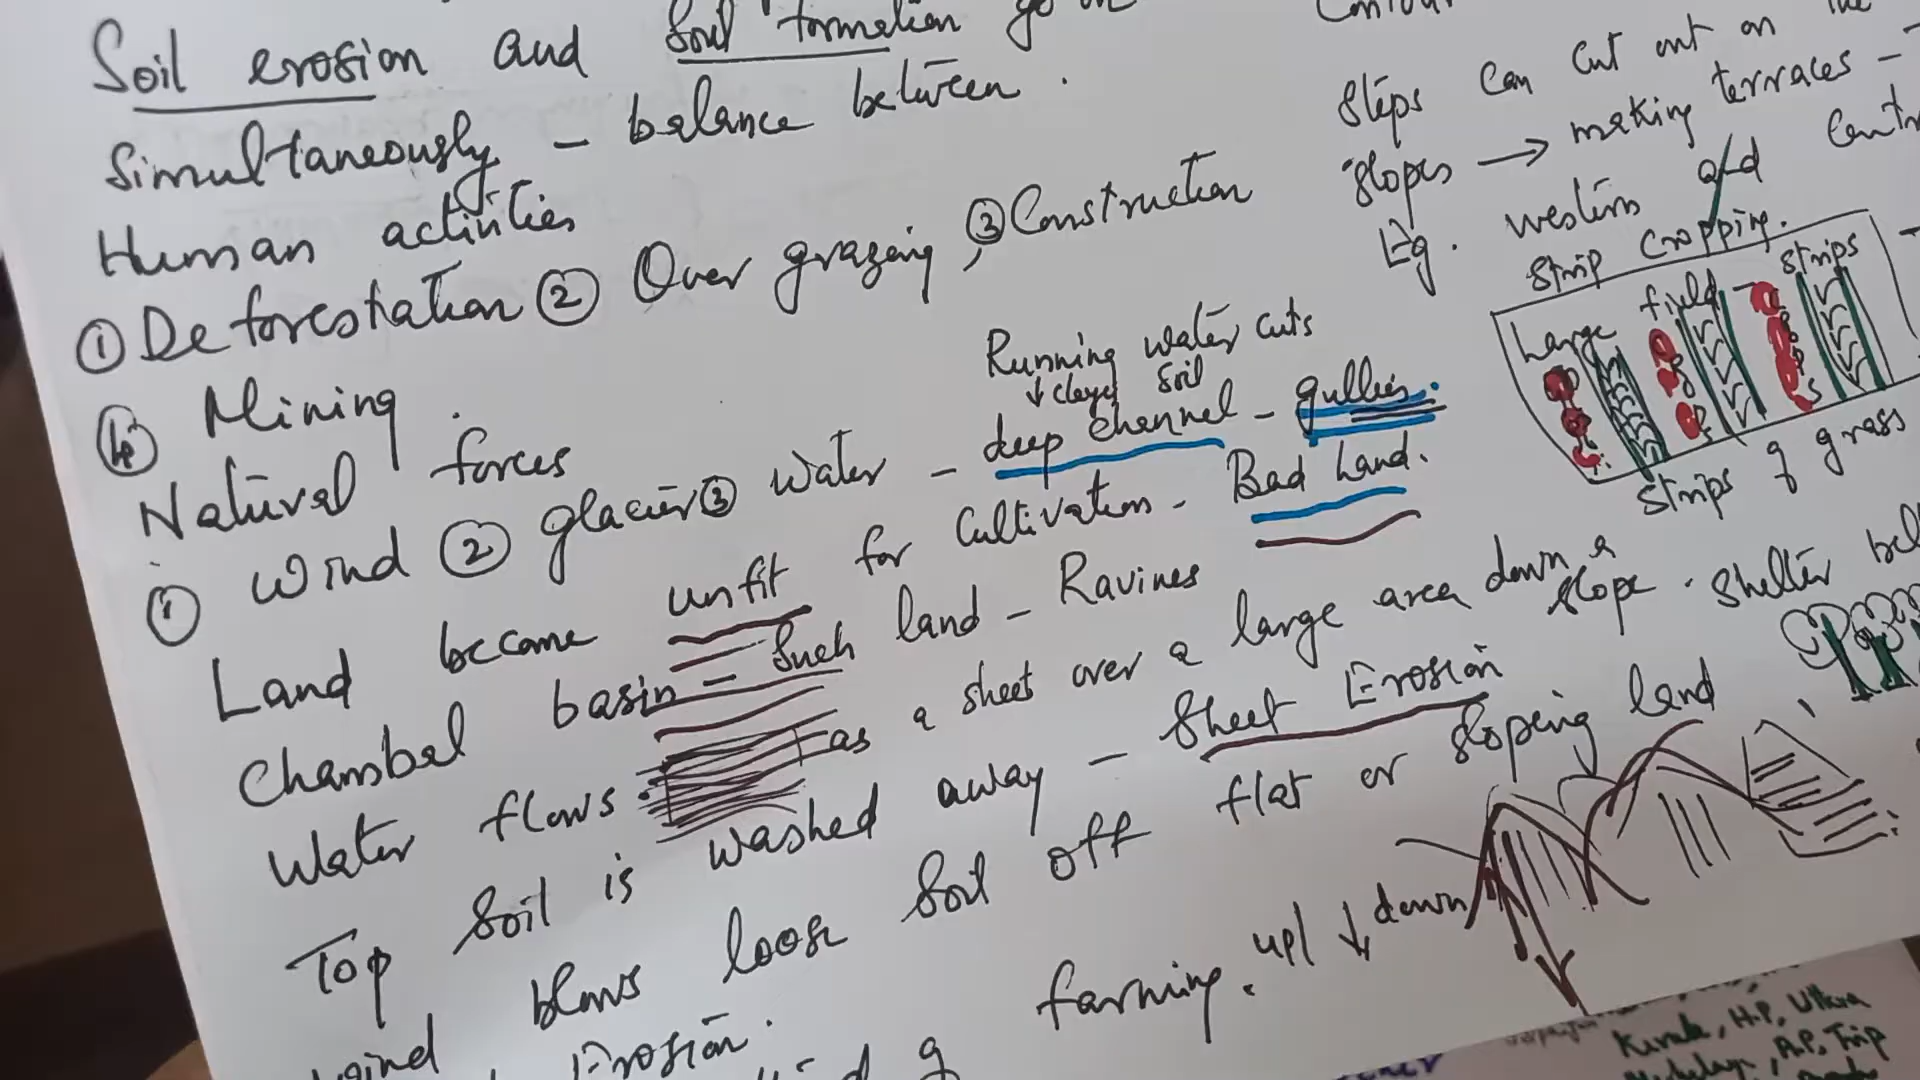 Soil erosion and Soil formation go on
Simultaneously - balance between.
Human activities
① Deforestation ② Over grazing, ③ Construction
④ Mining
Natural forces
Running water cuts
↓ clayey soil
① Wind ② glacier ③ water - deep channel - gullies.
Land became unfit for Cultivation - Bad Land.
Chambal basin - Such land - Ravines
Water flows as a sheet over a large area down a slope.
Top Soil is washed away - Sheet Erosion
wind blows loose Soil off flat or sloping land
Erosion.
farming. up ↓ down
Steps can cut out on the
slopes → making terraces -
Eg. western and
Strip Cropping.
Large field - strips
Strips of grass
Shelter
Kerala, H.P,
A.P,